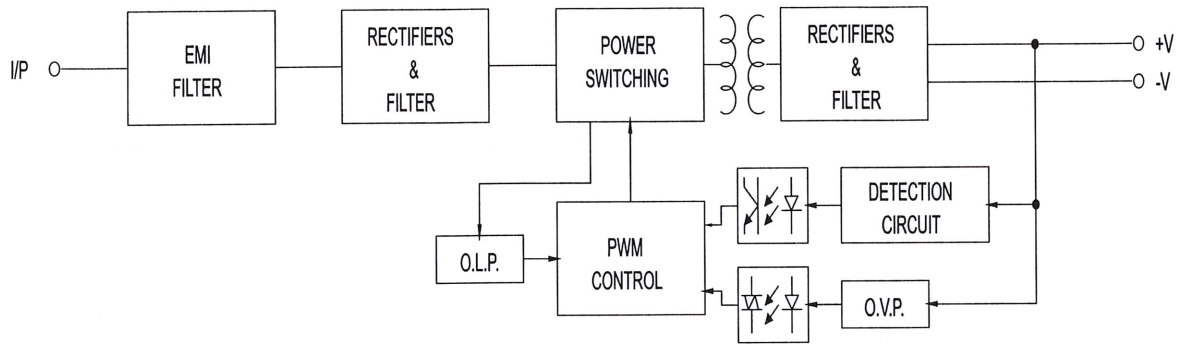 I/P
EMI
FILTER
RECTIFIERS
&
FILTER
POWER
SWITCHING
RECTIFIERS
&
FILTER
+V
-V
DETECTION
CIRCUIT
O.L.P.
PWM
CONTROL
O.V.P.